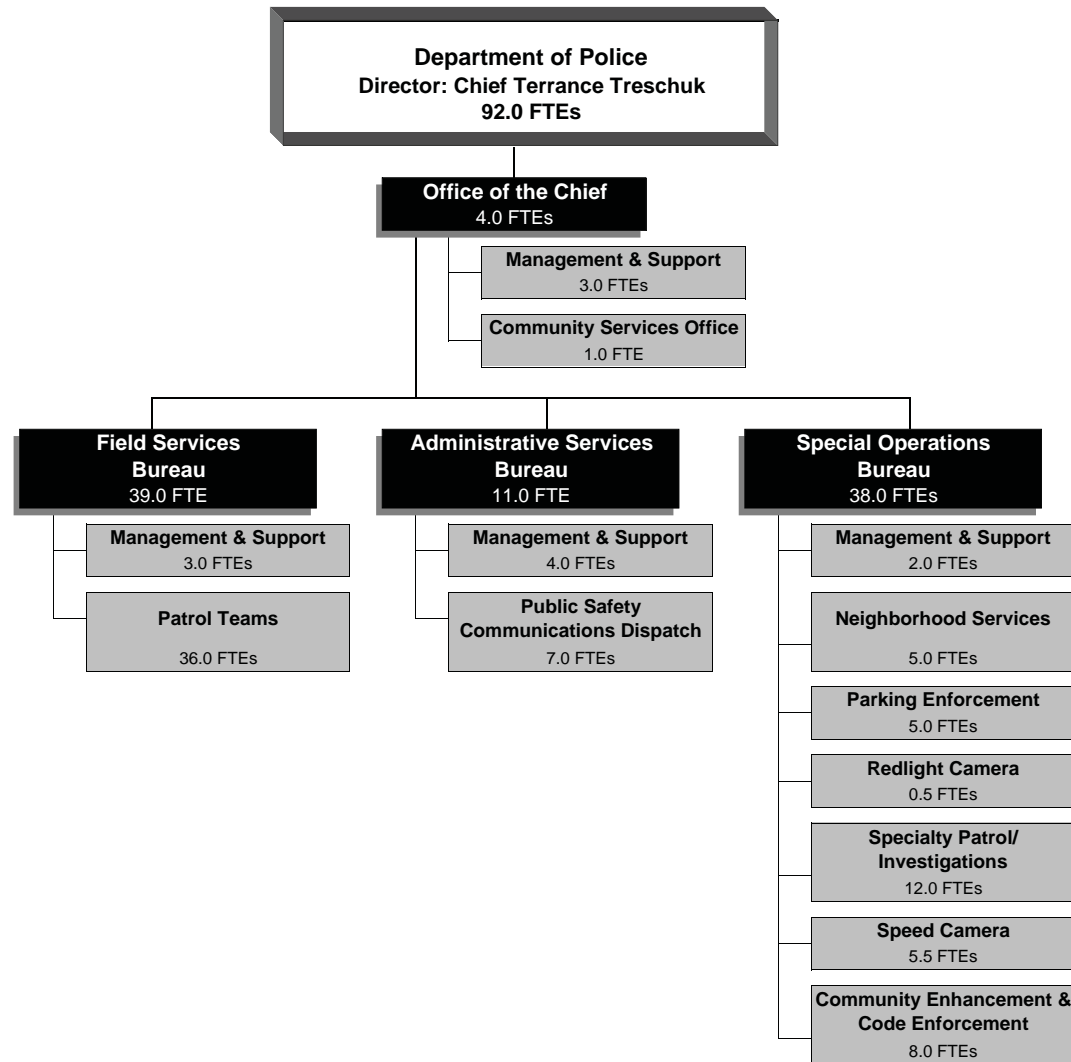 Department of Police
Director: Chief Terrance Treschuk
92.0 FTEs
Office of the Chief
4.0 FTEs
Management & Support
3.0 FTEs
Community Services Office
1.0 FTE
Field Services
Bureau
39.0 FTE
Management & Support
3.0 FTEs
Patrol Teams
36.0 FTEs
Administrative Services
Bureau
11.0 FTE
Management & Support
4.0 FTEs
Public Safety
Communications Dispatch
7.0 FTEs
Special Operations
Bureau
38.0 FTEs
Management & Support
2.0 FTEs
Neighborhood Services
5.0 FTEs
Parking Enforcement
5.0 FTEs
Redlight Camera
0.5 FTEs
Specialty Patrol/
Investigations
12.0 FTEs
Speed Camera
5.5 FTEs
Community Enhancement &
Code Enforcement
8.0 FTEs